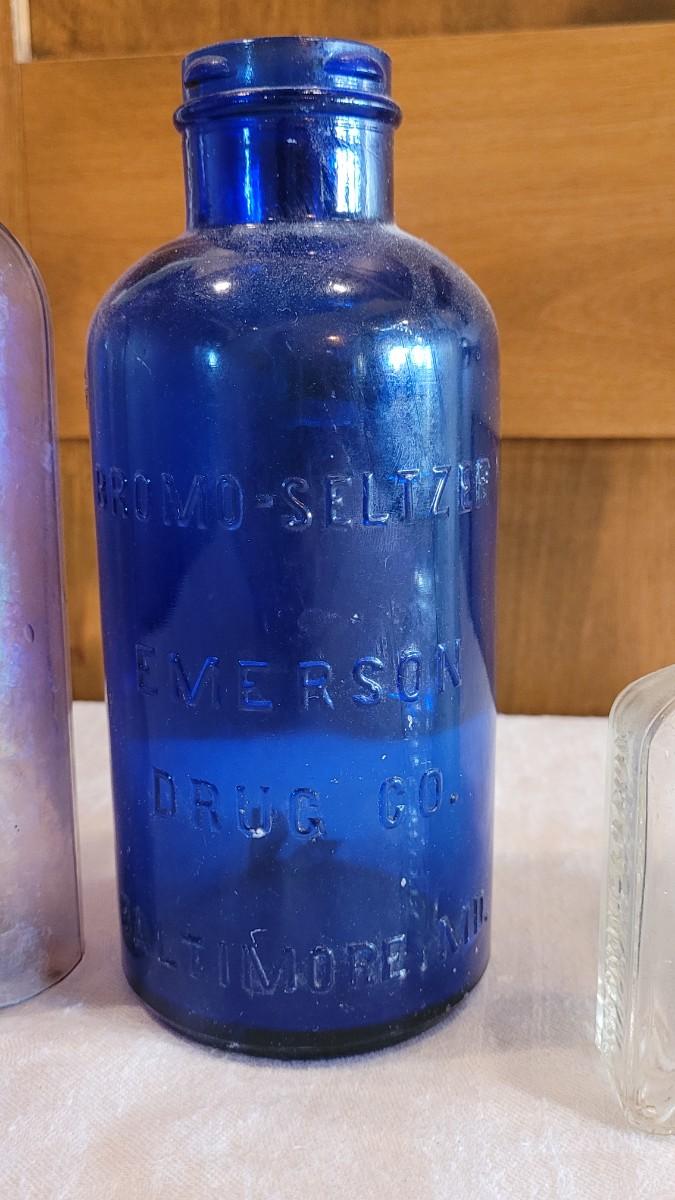 BROMO-SELTZER
EMERSON
DRUG CO.
BALTIMORE, MD.